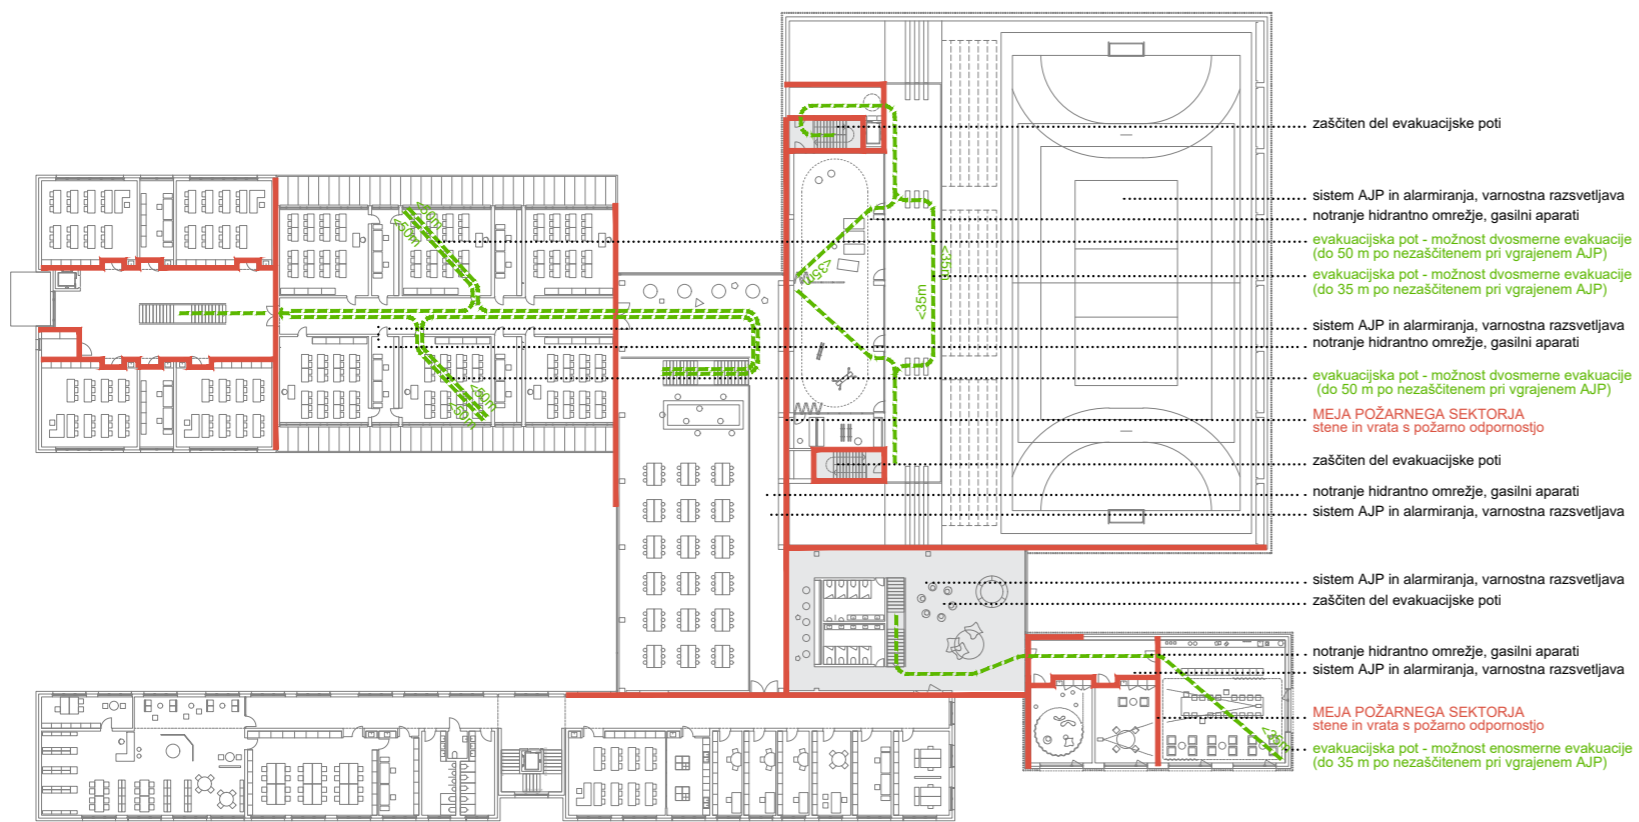 zaščiten del evakuacijske poti
sistem AJP in alarmiranja, varnostna razsvetljava
notranje hidrantno omrežje, gasilni aparati
evakuacijska pot - možnost dvosmerne evakuacije
(do 50 m po nezaščitenem pri vgrajenem AJP)
evakuacijska pot - možnost dvosmerne evakuacije
(do 35 m po nezaščitenem pri vgrajenem AJP)
sistem AJP in alarmiranja, varnostna razsvetljava
notranje hidrantno omrežje, gasilni aparati
evakuacijska pot - možnost dvosmerne evakuacije
(do 50 m po nezaščitenem pri vgrajenem AJP)
MEJA POŽARNEGA SEKTORJA
stene in vrata s požarno odpornostjo
zaščiten del evakuacijske poti
notranje hidrantno omrežje, gasilni aparati
sistem AJP in alarmiranja, varnostna razsvetljava
sistem AJP in alarmiranja, varnostna razsvetljava
zaščiten del evakuacijske poti
notranje hidrantno omrežje, gasilni aparati
sistem AJP in alarmiranja, varnostna razsvetljava
MEJA POŽARNEGA SEKTORJA
stene in vrata s požarno odpornostjo
evakuacijska pot - možnost enosmerne evakuacije
(do 35 m po nezaščitenem pri vgrajenem AJP)
<50m
<50m
<50m
<50m
<35m
<35m
<35m
<35m